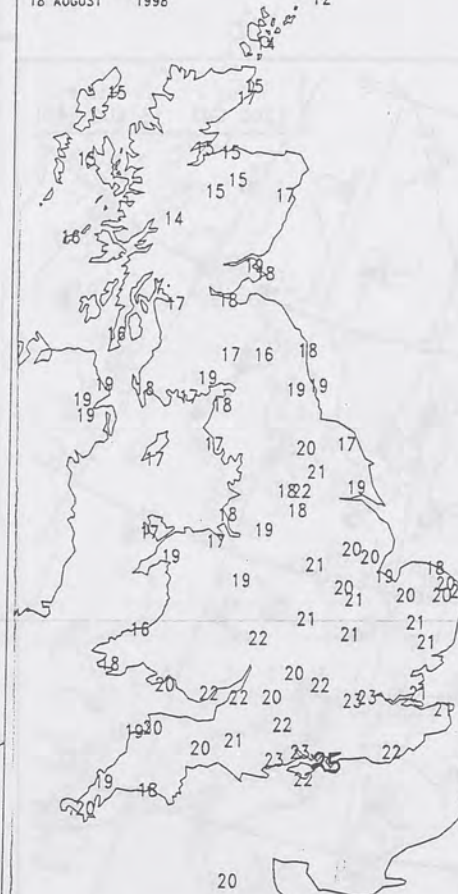 18 AUGUST 1998 12
15 15
15 15
15 15 17
14
16
19 18
17 18
16 17 16 18
19 19 18 17 19 19
19 18
17 17 20 17
21
18 22 19
18 18
17 17 19
19 20 20
21 19 18
19 20 21 20 20
21 21
16 22 21 21
18 20
20 22 22 20 22 23 23 21
21
19 20 22
20 21 23 23 25 22
19 22
18
20
20